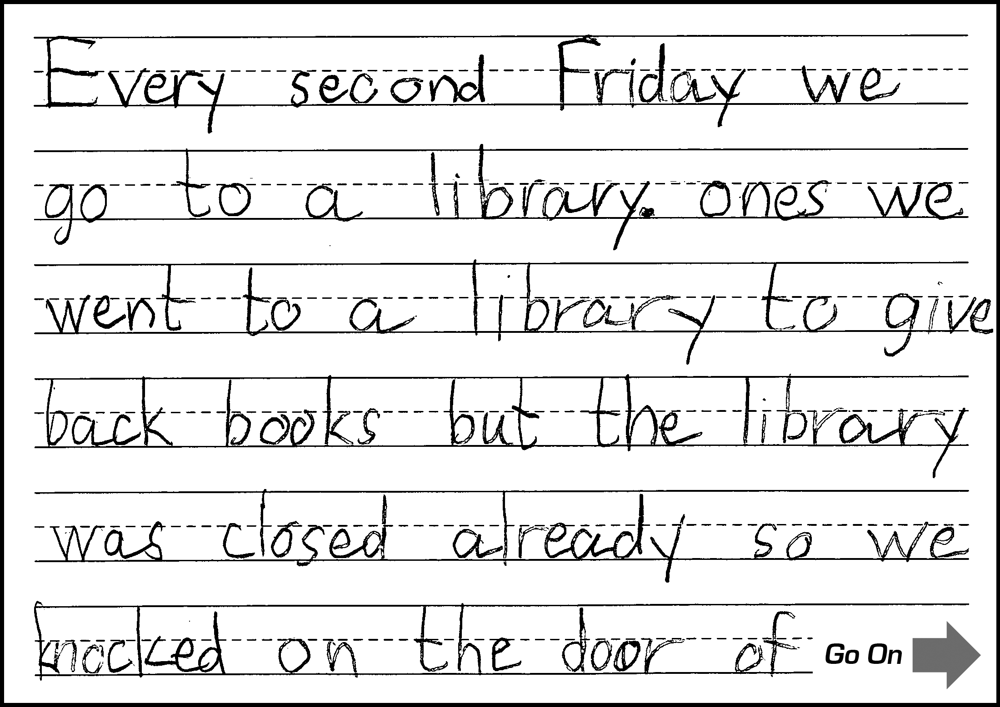 Every second Friday we
go to a library. ones we
went to a library to give
back books but the library
was closed already so we
knocked on the door of
Go On